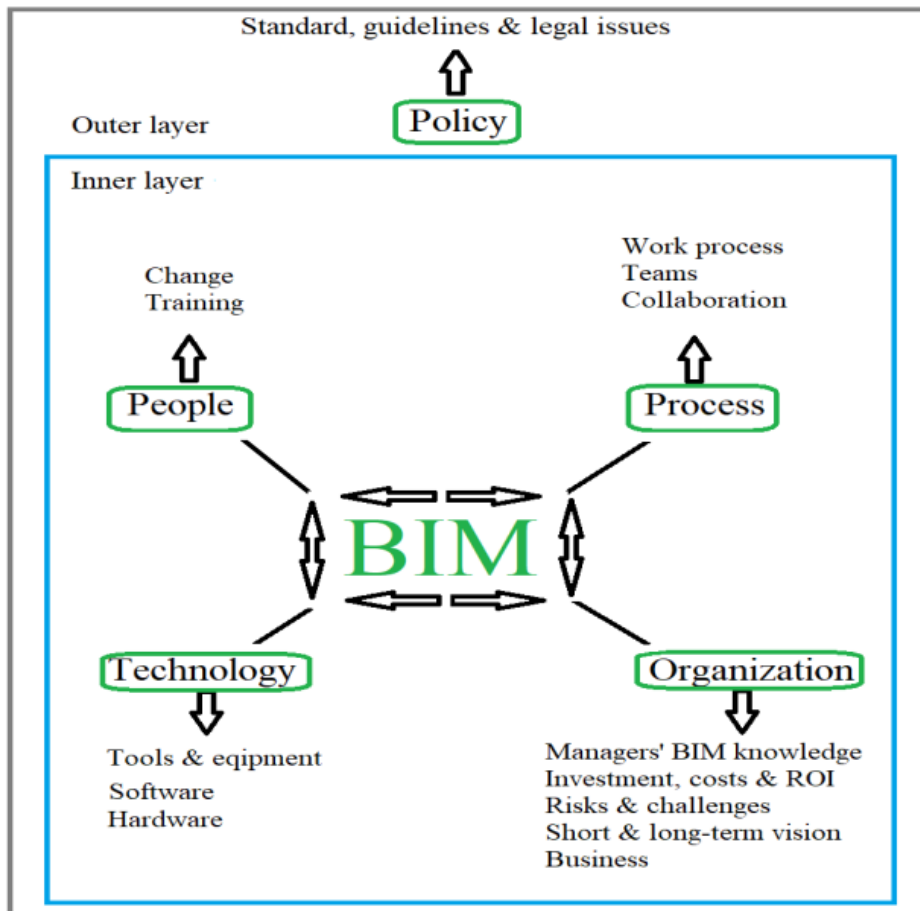 Standard, guidelines & legal issues
Policy
Outer layer
Inner layer
Change
Training
People
Work process
Teams
Collaboration
Process
BIM
Technology
Tools & eqipment
Software
Hardware
Organization
Managers' BIM knowledge
Investment, costs & ROI
Risks & challenges
Short & long-term vision
Business